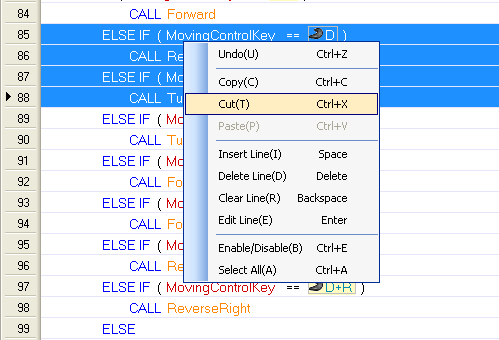 84 CALL Forward
85 ELSE IF ( MovingControlKey == D )
86 CALL Re
87 ELSE IF ( Mo
88 CALL Tu
89 ELSE IF ( Mo
90 CALL Tu
91 ELSE IF ( Mo
92 CALL Fo
93 ELSE IF ( Mo
94 CALL Fo
95 ELSE IF ( Mo
96 CALL Re
97 ELSE IF ( MovingControlKey == D+R )
98 CALL ReverseRight
99 ELSE
Undo(U) Ctrl+Z
Copy(C) Ctrl+C
Cut(T) Ctrl+X
Paste(P) Ctrl+V
Insert Line(I) Space
Delete Line(D) Delete
Clear Line(R) Backspace
Edit Line(E) Enter
Enable/Disable(B) Ctrl+E
Select All(A) Ctrl+A